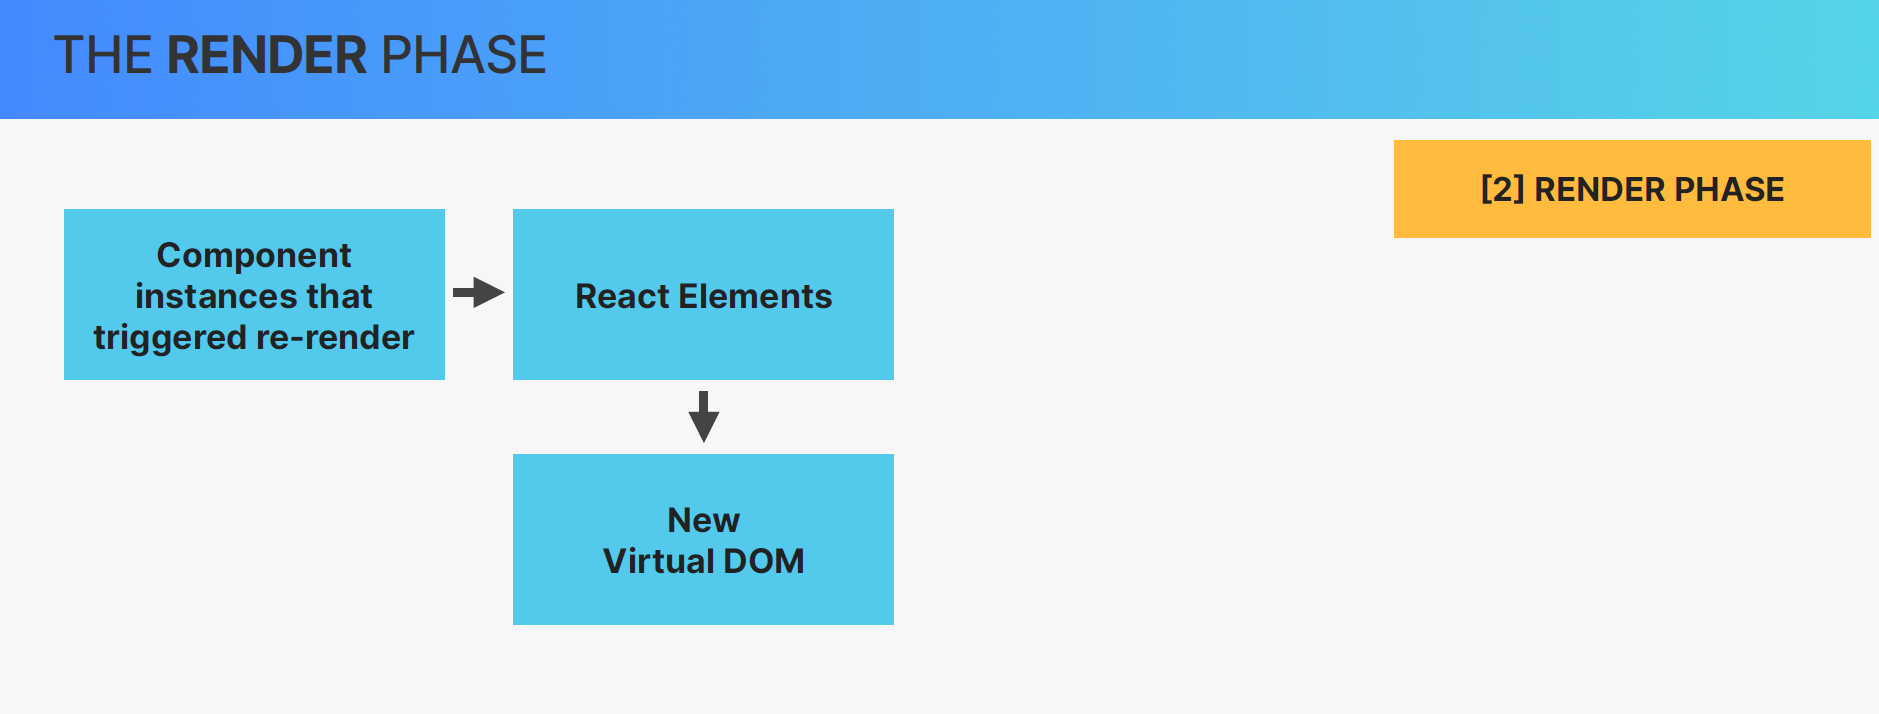 THE RENDER PHASE
[2] RENDER PHASE
Component
instances that
triggered re-render
React Elements
New
Virtual DOM